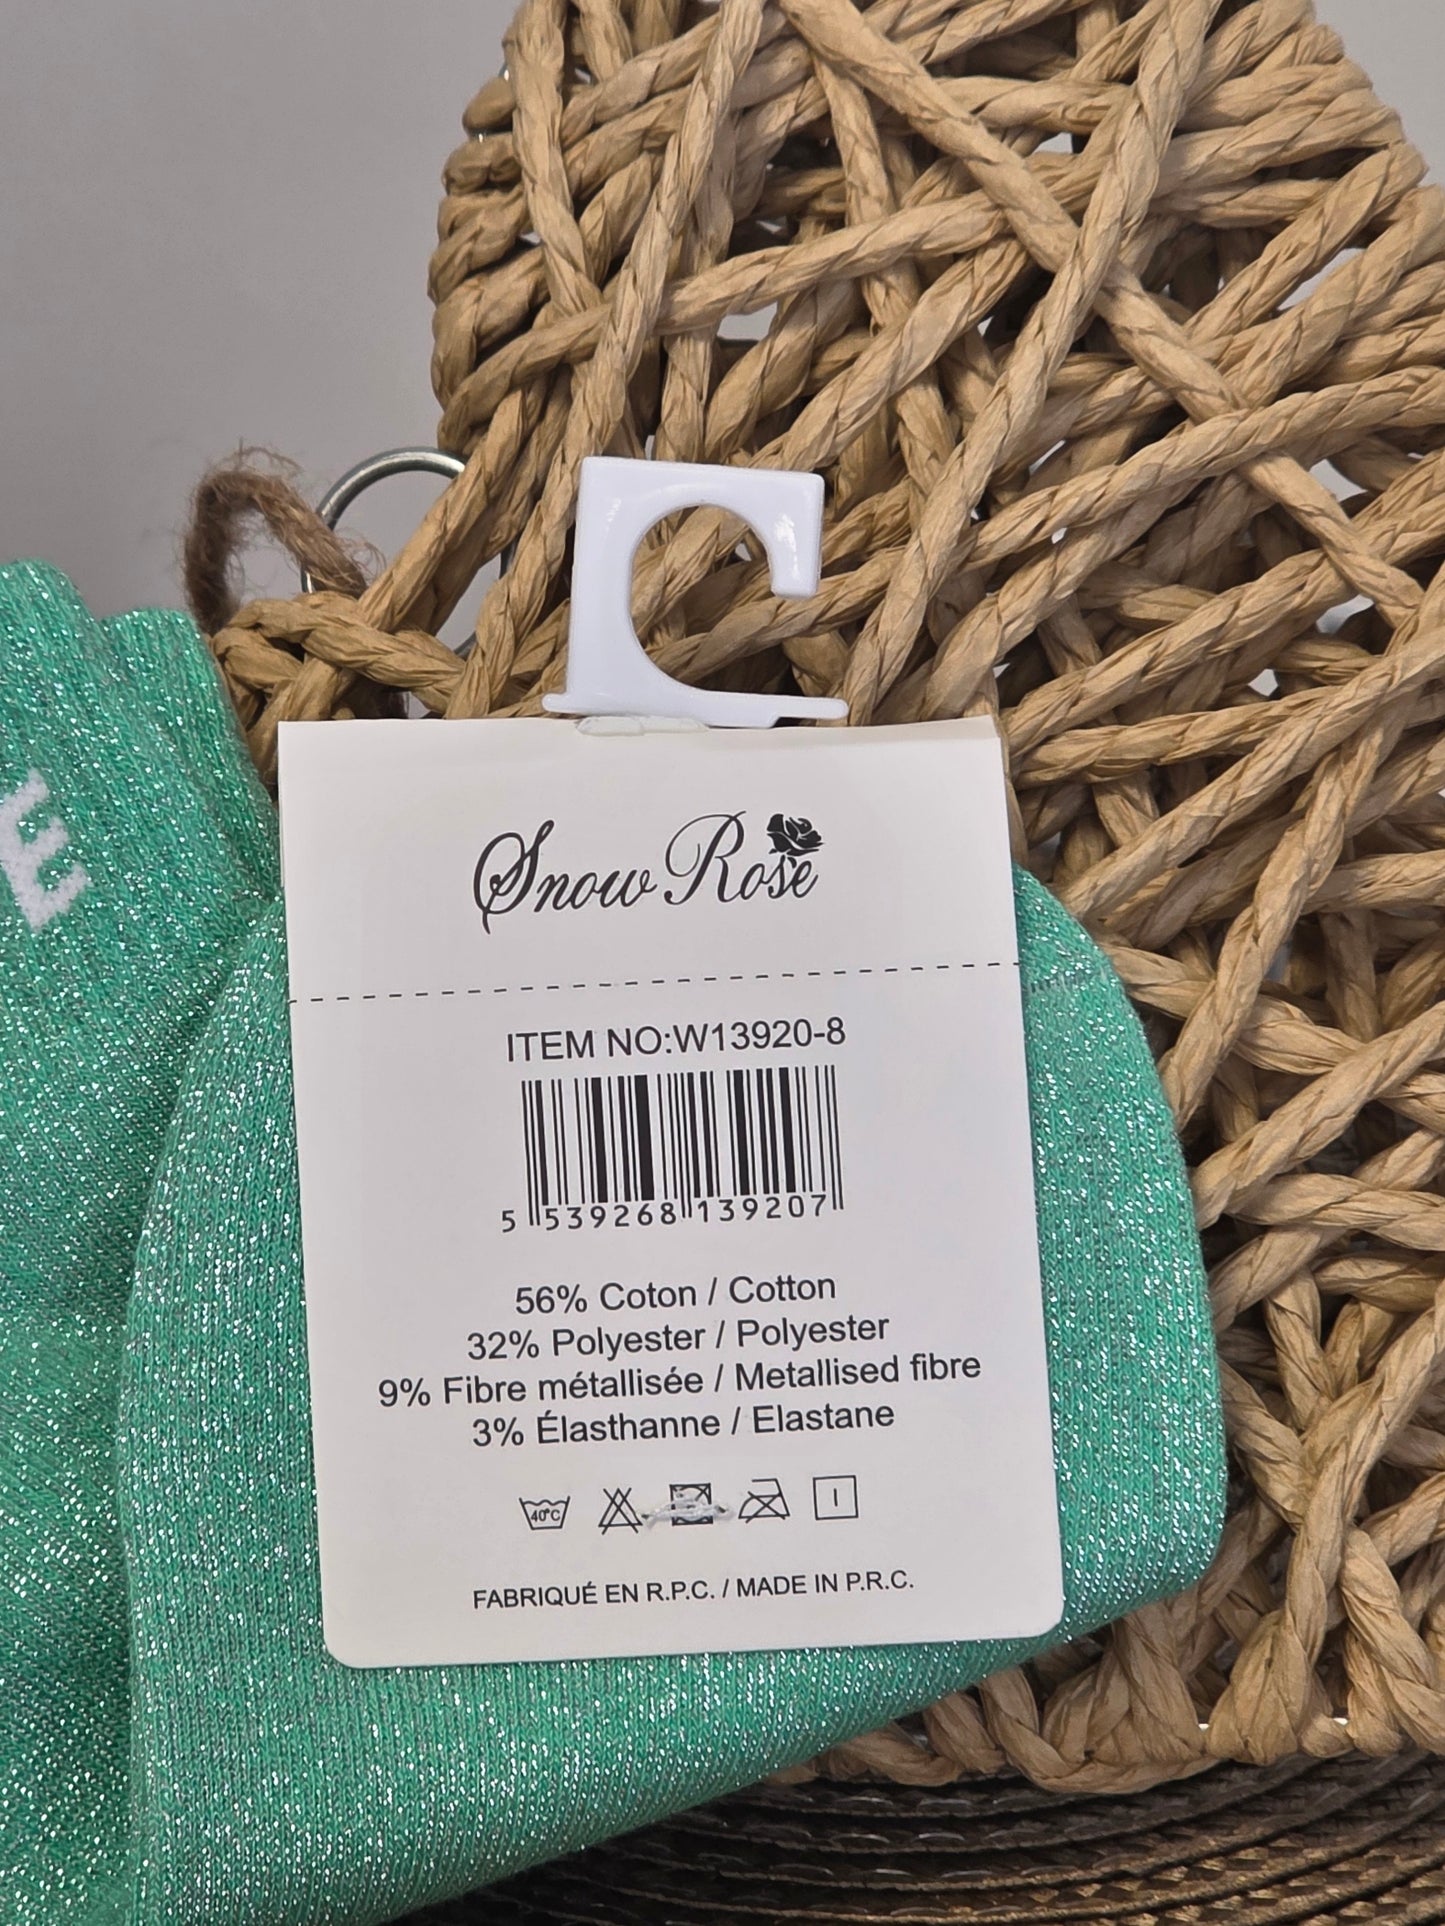 E
Snow Rose
ITEM NO:W13920-8
5 539268 139207
56% Coton / Cotton
32% Polyester / Polyester
9% Fibre métallisée / Metallised fibre
3% Élasthanne / Elastane
40°C
FABRIQUÉ EN R.P.C. / MADE IN P.R.C.